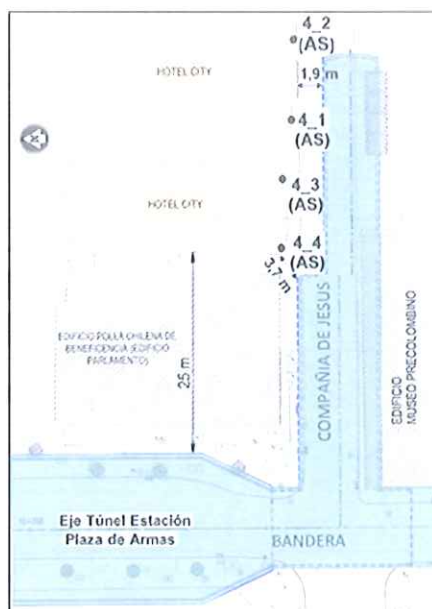 4_2
(AS)
HOTEL CITY
1,9 m
4_1
(AS)
HOTEL CITY
4_3
(AS)
4_4
(AS)
3,7 m
EDIFICIO POLLA CHILENA DE
BENEFICENCIA (EDIFICIO
PARLAMENTO)
25 m
COMPAÑIA DE JESUS
EDIFICIO
MUSEO PRECOLOMBINO
Eje Túnel Estación
Plaza de Armas
BANDERA